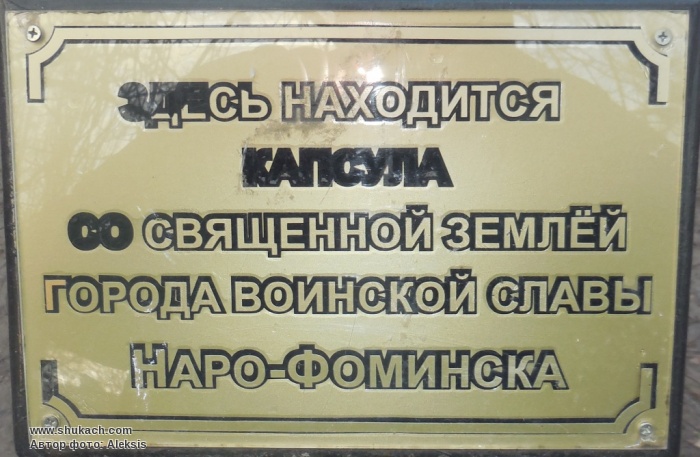 ЗДЕСЬ НАХОДИТСЯ
КАПСУЛА
СО СВЯЩЕННОЙ ЗЕМЛЁЙ
ГОРОДА ВОИНСКОЙ СЛАВЫ
НАРО-ФОМИНСКА
www.shukach.com
Автор фото: Aleksis